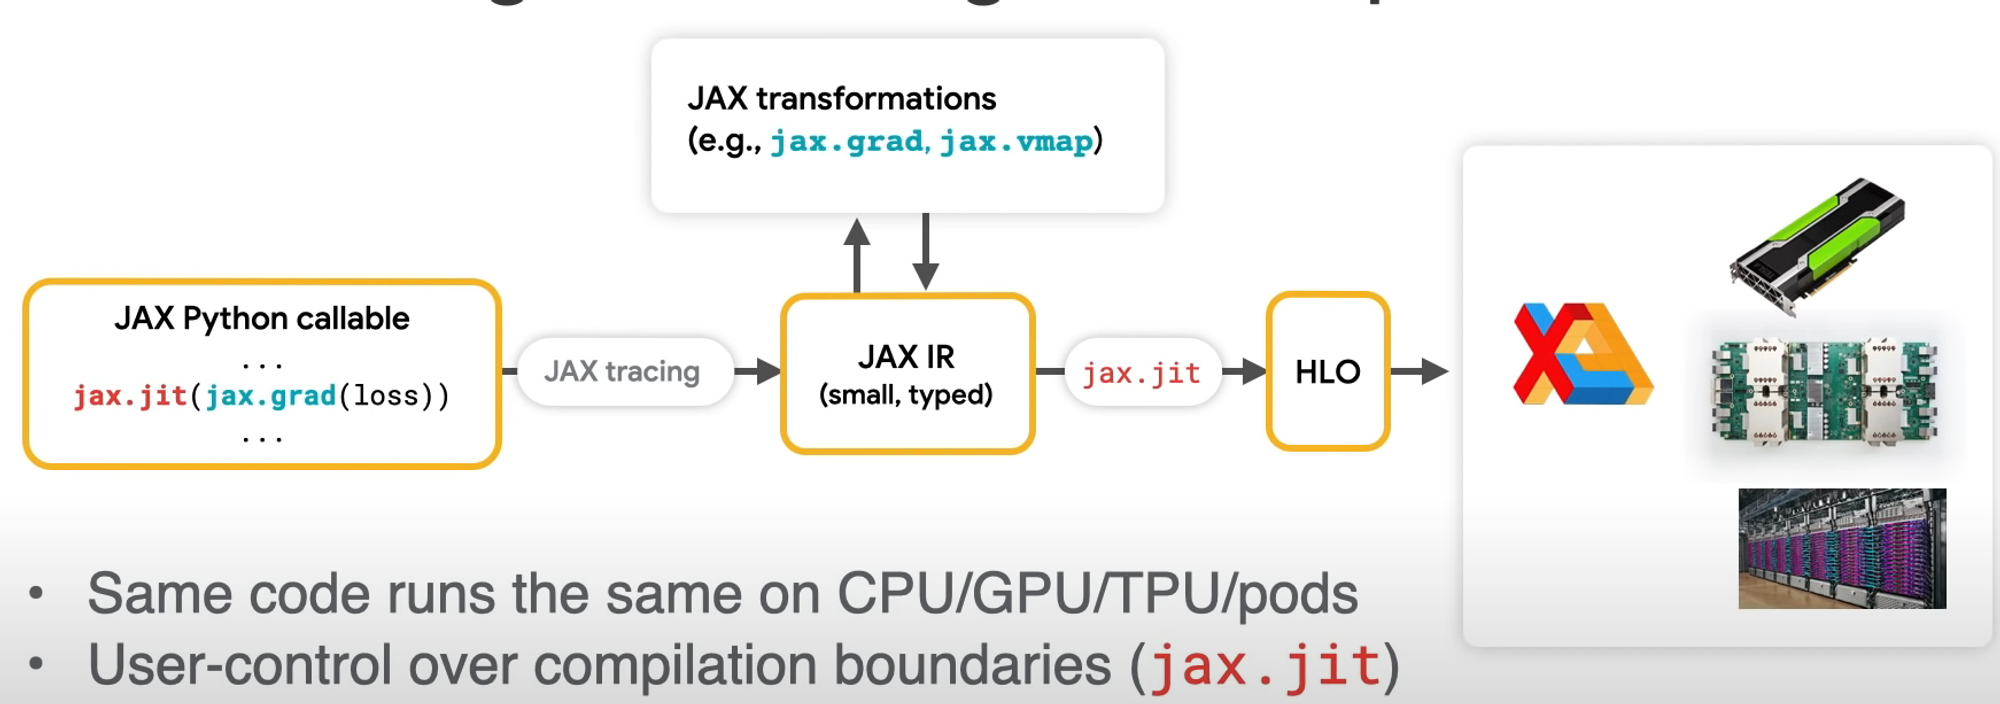 JAX transformations
(e.g., jax.grad, jax.vmap)
JAX Python callable
...
jax.jit(jax.grad(loss))
...
JAX tracing
JAX IR
(small, typed)
jax.jit
HLO
• Same code runs the same on CPU/GPU/TPU/pods
• User-control over compilation boundaries (jax.jit)